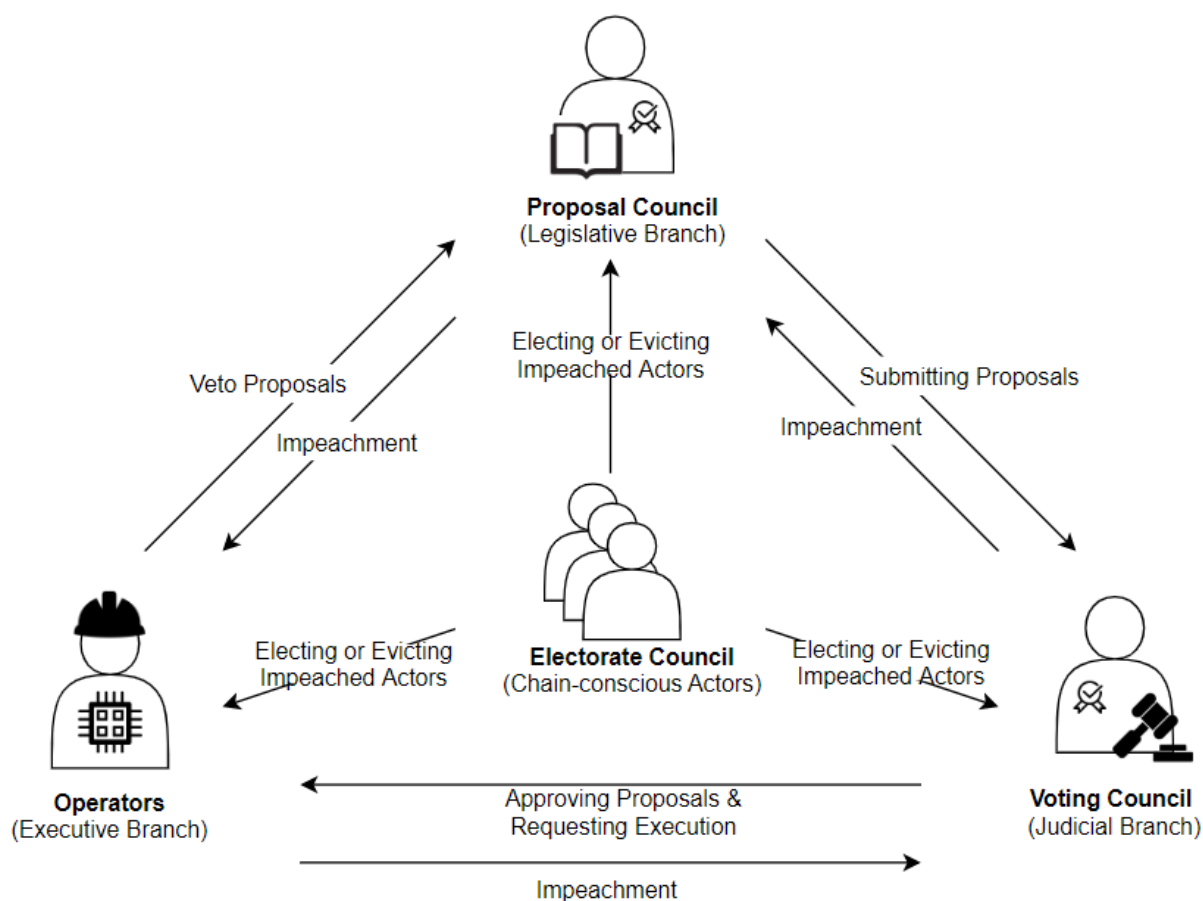 Proposal Council
(Legislative Branch)
Electing or Evicting
Impeached Actors
Veto Proposals
Submitting Proposals
Impeachment
Impeachment
Electing or Evicting
Impeached Actors
Electorate Council
(Chain-conscious Actors)
Electing or Evicting
Impeached Actors
Operators
(Executive Branch)
Approving Proposals &
Requesting Execution
Voting Council
(Judicial Branch)
Impeachment